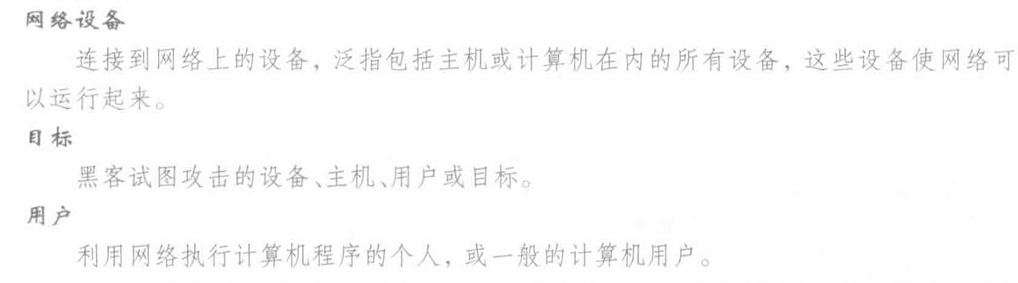 网络设备
连接到网络上的设备，泛指包括主机或计算机在内的所有设备，这些设备使网络可
以运行起来。
目标
黑客试图攻击的设备、主机、用户或目标。
用户
利用网络执行计算机程序的个人，或一般的计算机用户。